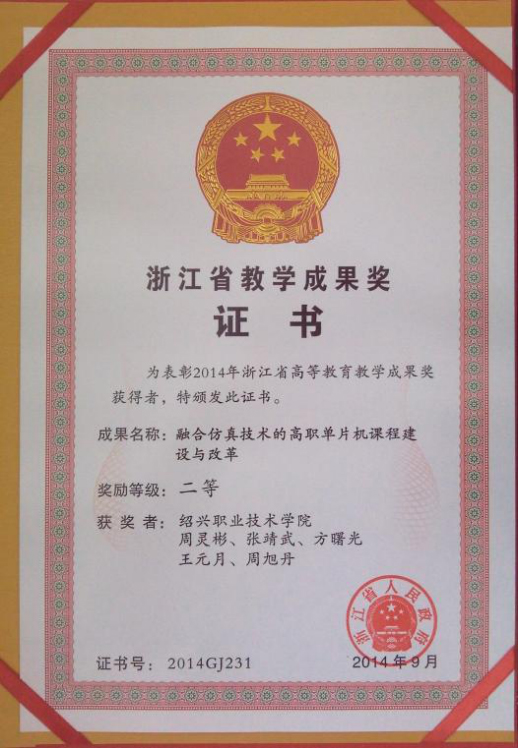 浙江省教学成果奖
证 书
为表彰2014年浙江省高等教育教学成果奖
获得者，特颁发此证书。
成果名称：融合仿真技术的高职单片机课程建
设与改革
奖励等级：二等
获 奖 者：绍兴职业技术学院
周灵彬、张靖武、方曙光
王元月、周旭丹
浙江省人民政府
证书号：2014GJ231
2014年9月